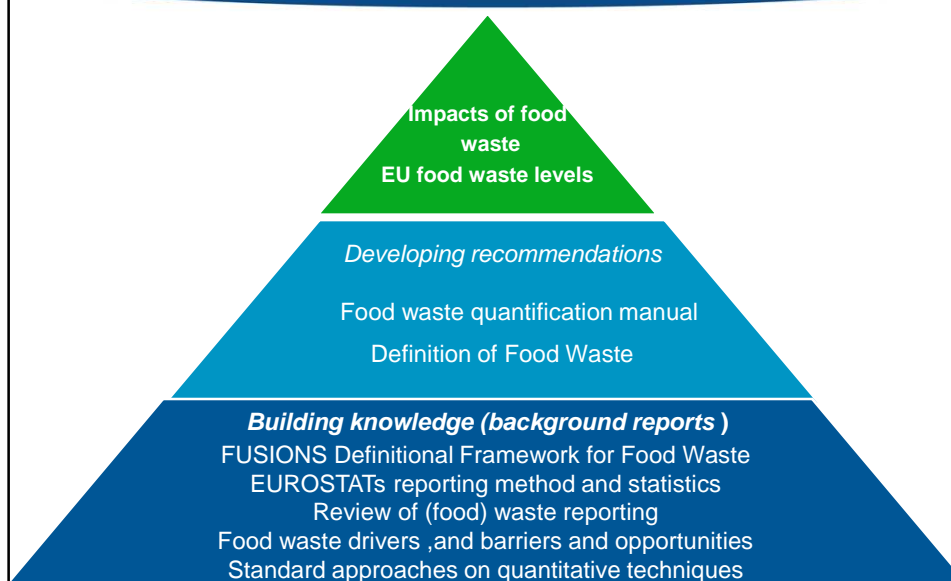 Impacts of food
waste
EU food waste levels
Developing recommendations
Food waste quantification manual
Definition of Food Waste
Building knowledge (background reports )
FUSIONS Definitional Framework for Food Waste
EUROSTATs reporting method and statistics
Review of (food) waste reporting
Food waste drivers ,and barriers and opportunities
Standard approaches on quantitative techniques